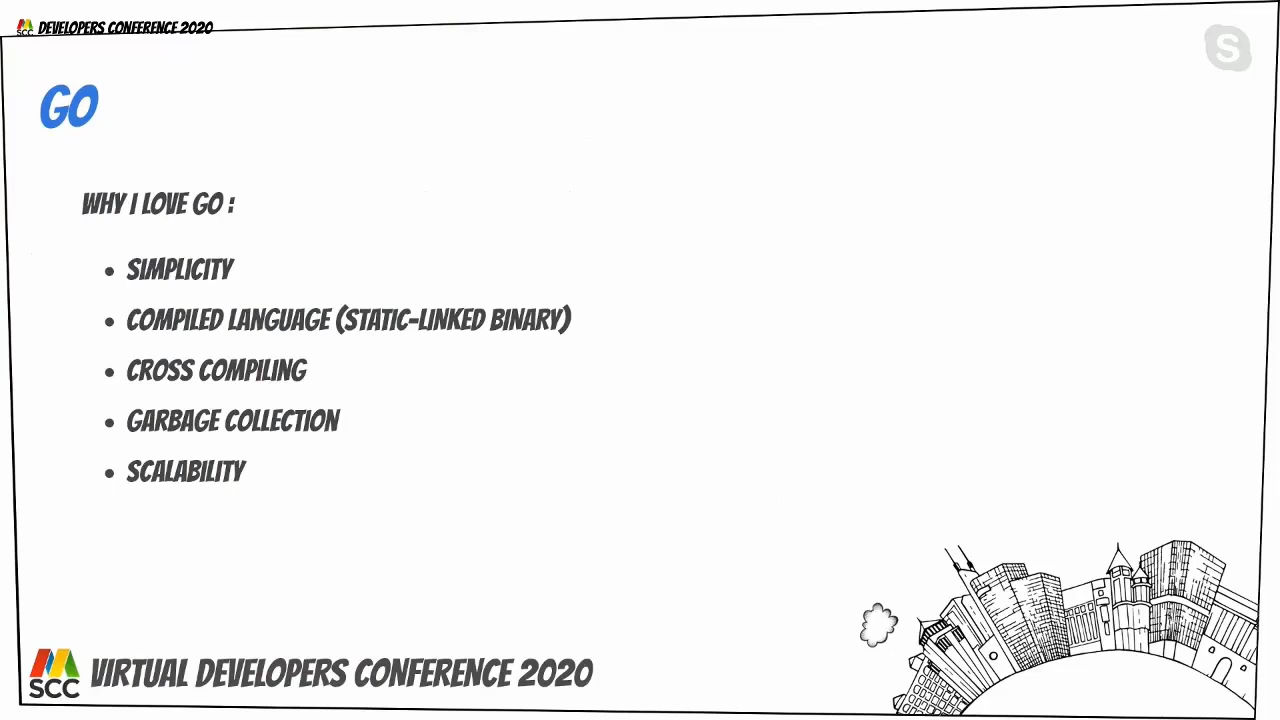 SCC DEVELOPERS CONFERENCE 2020
S
GO
WHY I LOVE GO :
• SIMPLICITY
• COMPILED LANGUAGE (STATIC-LINKED BINARY)
• CROSS COMPILING
• GARBAGE COLLECTION
• SCALABILITY
SCC VIRTUAL DEVELOPERS CONFERENCE 2020